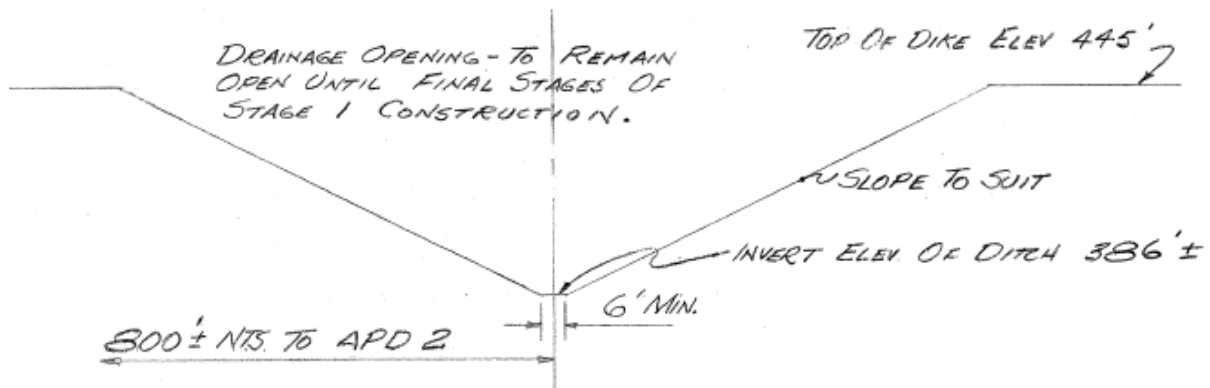 TOP OF DIKE ELEV 445'
DRAINAGE OPENING - TO REMAIN
OPEN UNTIL FINAL STAGES OF
STAGE 1 CONSTRUCTION.
SLOPE TO SUIT
INVERT ELEV OF DITCH 386'±
6' MIN.
800'± NTS. TO APD 2